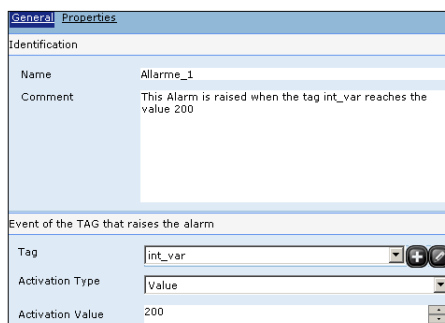 General Properties
Identification
Name Allarme_1
Comment This Alarm is raised when the tag int_var reaches the
value 200
Event of the TAG that raises the alarm
Tag int_var
Activation Type Value
Activation Value 200